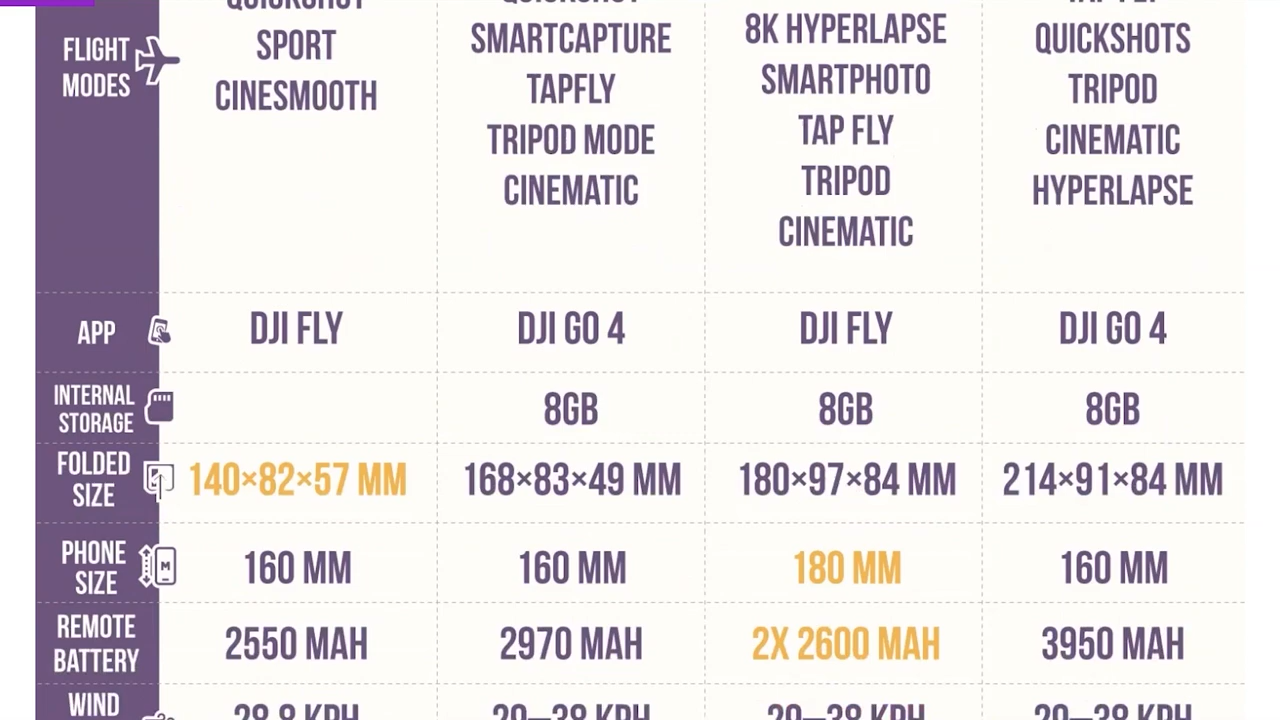 FLIGHT
MODES
SPORT
CINESMOOTH
SMARTCAPTURE
TAPFLY
TRIPOD MODE
CINEMATIC
8K HYPERLAPSE
SMARTPHOTO
TAP FLY
TRIPOD
CINEMATIC
QUICKSHOTS
TRIPOD
CINEMATIC
HYPERLAPSE
APP
DJI FLY
DJI GO 4
DJI FLY
DJI GO 4
INTERNAL
STORAGE
8GB
8GB
8GB
FOLDED
SIZE
140×82×57 MM
168×83×49 MM
180×97×84 MM
214×91×84 MM
PHONE
SIZE
160 MM
160 MM
180 MM
160 MM
REMOTE
BATTERY
2550 MAH
2970 MAH
2X 2600 MAH
3950 MAH
WIND